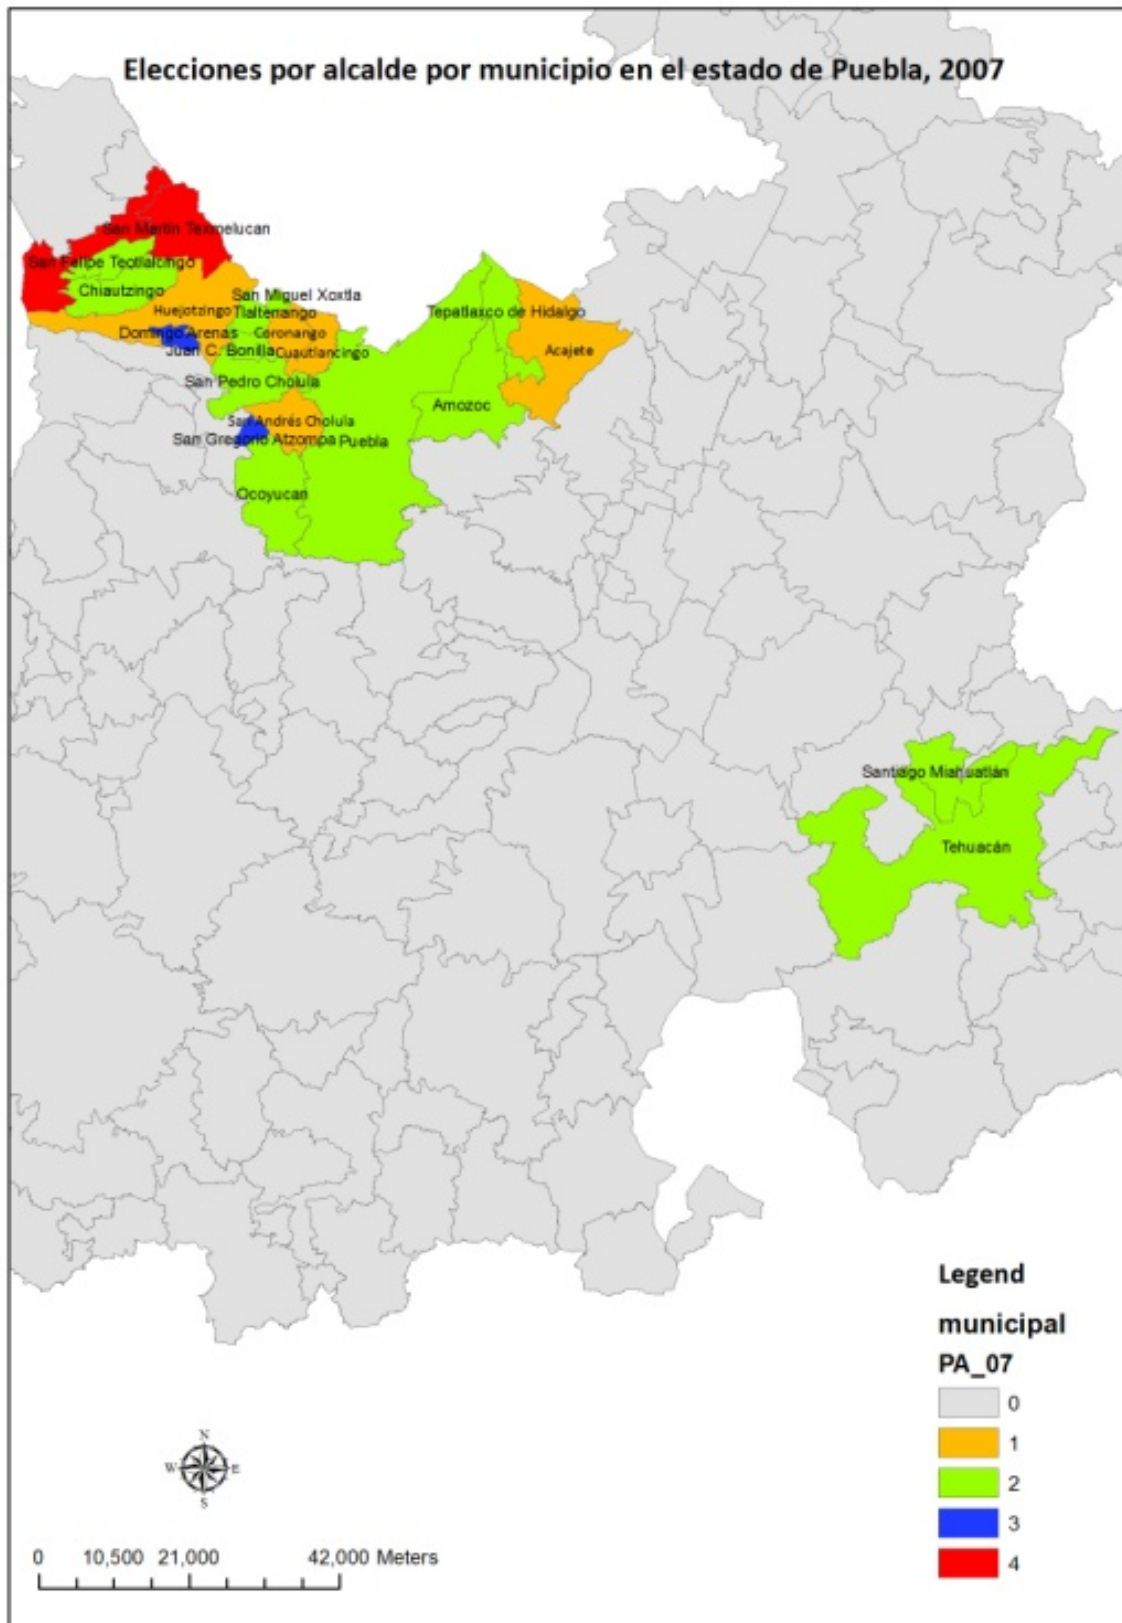 Elecciones por alcalde por municipio en el estado de Puebla, 2007
San Martín Texmelucan
San Felipe Teotlalcingo
Chiautzingo
San Miguel Xoxtla
Huejotzingo
Tlaltenango
Tepatlaxco de Hidalgo
Domingo Arenas
Coronango
Juan C. Bonilla
Cuautlancingo
Acajete
San Pedro Cholula
Amozoc
San Andrés Cholula
San Gregorio Atzompa
Puebla
Ocoyucan
Santiago Miahuatlán
Tehuacán
Legend
municipal
PA_07
0
1
2
3
4
N
W E
S
0 10,500 21,000 42,000 Meters